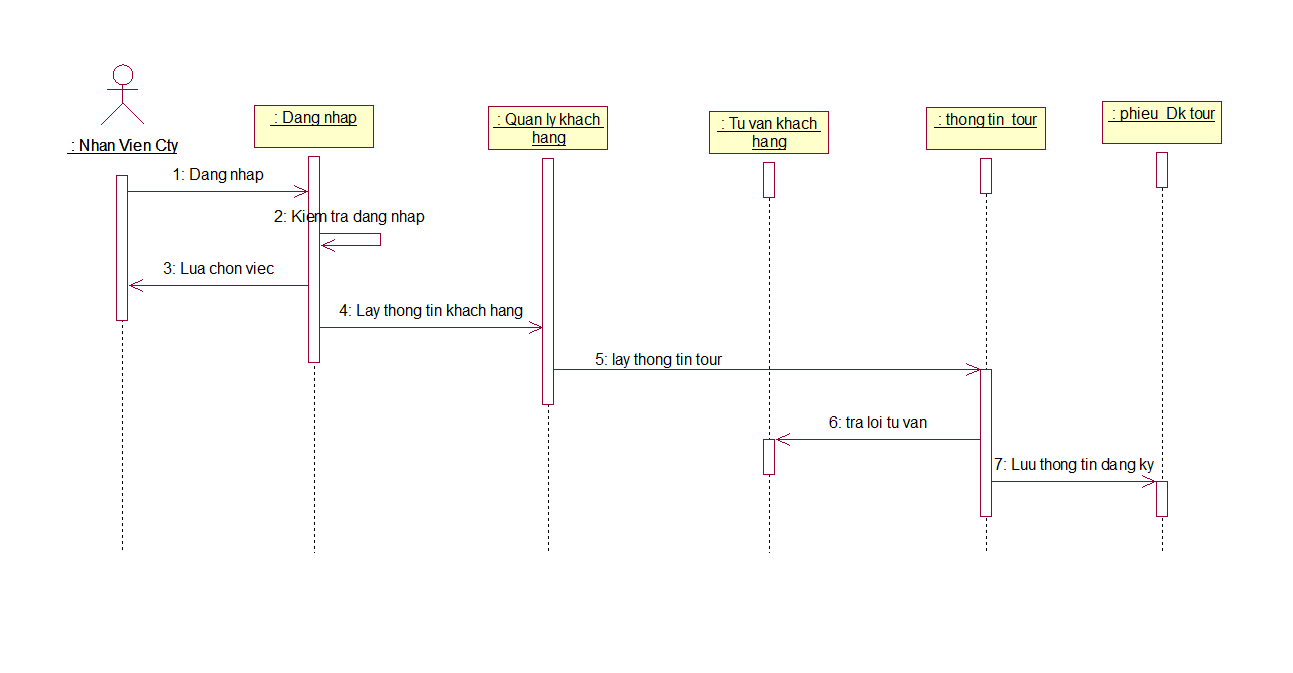 : Nhan Vien Cty
: Dang nhap
: Quan ly khach
hang
: Tu van khach
hang
: thong tin  tour
: phieu  Dk tour
1: Dang nhap
2: Kiem tra dang nhap
3: Lua chon viec
4: Lay thong tin khach hang
5: lay thong tin tour
6: tra loi tu van
7: Luu thong tin dang ky